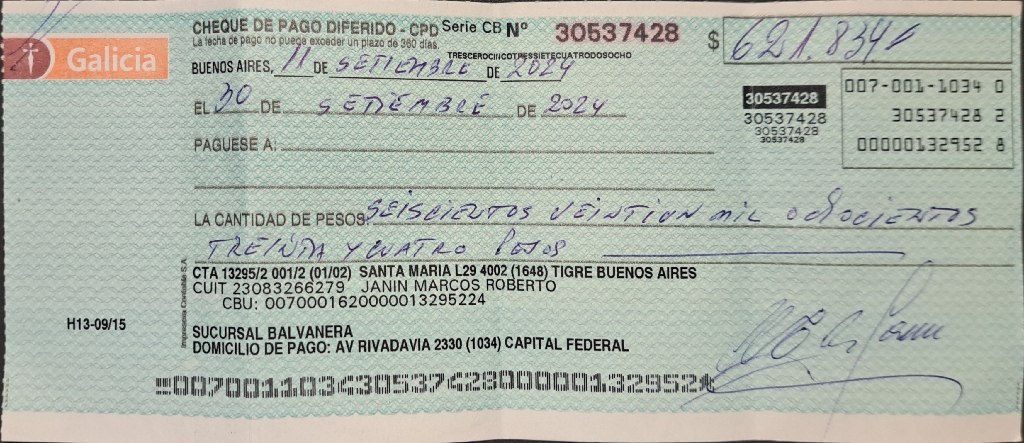 CHEQUE DE PAGO DIFERIDO - CPD Serie CB Nº 30537428 $ 621.834
La fecha de pago no puede exceder un plazo de 360 días.
TRESCEROCINCOTRESSIETECUATRODOSOCHO
Galicia
BUENOS AIRES, 11 DE SETIEMBRE DE 2024
EL 30 DE SETIEMBRE DE 2024
30537428
30537428
30537428
30537428
007-001-1034 0
30537428 2
00000132952 8
PAGUESE A:
LA CANTIDAD DE PESOS: SEISCIENTOS VEINTIUN MIL OCHOCIENTOS
TREINTA Y CUATRO PESOS
CTA 13295/2 001/2 (01/02) SANTA MARIA L29 4002 (1648) TIGRE BUENOS AIRES
CUIT 23083266279 JANIN MARCOS ROBERTO
CBU: 0070001620000013295224
H13-09/15
SUCURSAL BALVANERA
DOMICILIO DE PAGO: AV RIVADAVIA 2330 (1034) CAPITAL FEDERAL
00700110343053742800000132952